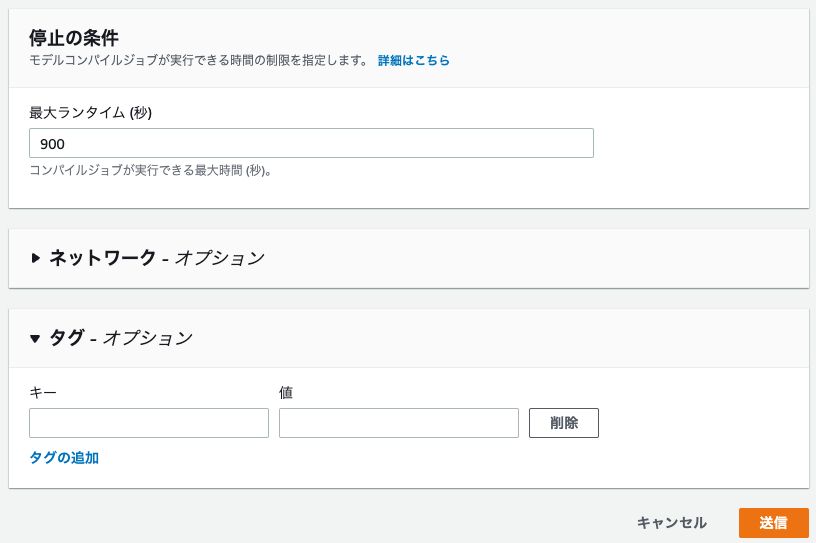 停止の条件
モデルコンパイルジョブが実行できる時間の制限を指定します。 詳細はこちら
最大ランタイム (秒)
900
コンパイルジョブが実行できる最大時間 (秒)。
ネットワーク - オプション
タグ - オプション
キー 値
削除
タグの追加
キャンセル 送信